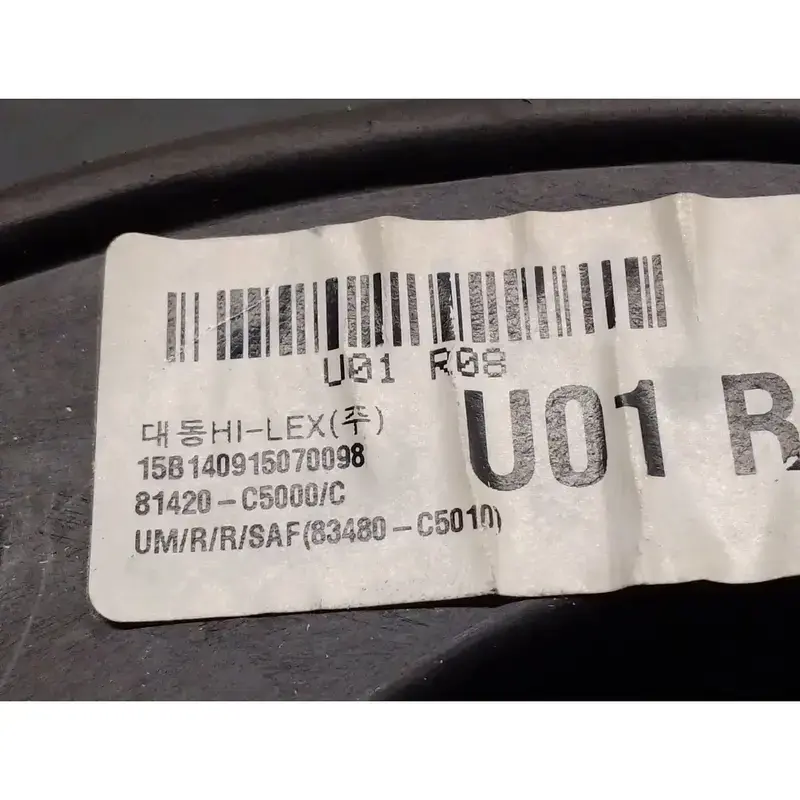 U01 R08
대동HI-LEX(주)
15B140915070098
81420-C5000/C
UM/R/R/SAF(83480-C5010)
U01 R